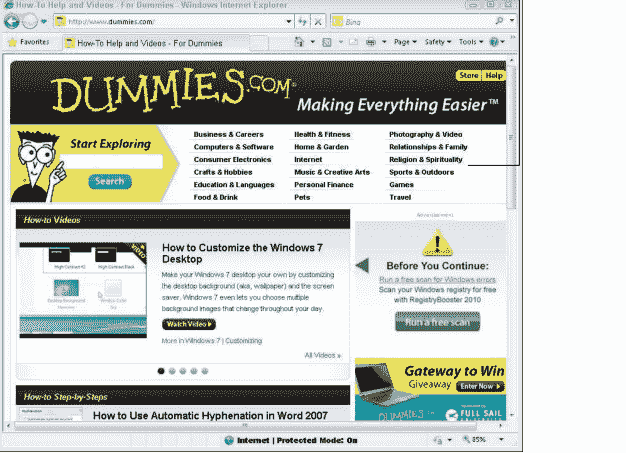 How-To Help and Videos - For Dummies - Windows Internet Explorer
http://www.dummies.com/
Bing
Favorites
How-To Help and Videos - For Dummies
Page
Safety
Tools
Store
Help
DUMMIES.COM®
Making Everything Easier™
Start Exploring
Search
Business & Careers
Computers & Software
Consumer Electronics
Crafts & Hobbies
Education & Languages
Food & Drink
Health & Fitness
Home & Garden
Internet
Music & Creative Arts
Personal Finance
Pets
Photography & Video
Relationships & Family
Religion & Spirituality
Sports & Outdoors
Games
Travel
How-to Videos
VIDEO
How to Customize the Windows 7
Desktop
Make your Windows 7 desktop your own by customizing
the desktop background (aka, wallpaper) and the screen
saver. Windows 7 even lets you choose multiple
background images that change throughout your day.
Watch Video
More in Windows 7 | Customizing
All Videos »
Advertisement
Before You Continue:
Run a free scan for Windows errors
Scan your Windows registry for free
with RegistryBooster 2010
Run a free scan
Gateway to Win
Giveaway
Enter Now
DUMMIES
FULL SAIL
How-to Step-by-Steps
How to Use Automatic Hyphenation in Word 2007
Internet | Protected Mode: On
85%